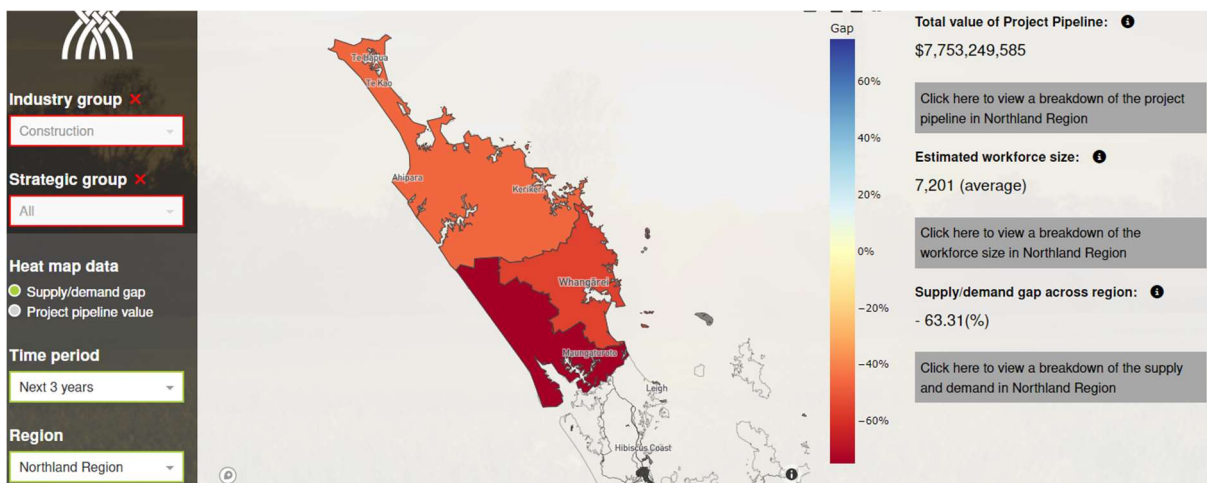 Industry group ×
Construction
Strategic group ×
All
Heat map data
Supply/demand gap
Project pipeline value
Time period
Next 3 years
Region
Northland Region
Te Hapua
Te Kao
Ahipara
Kerikeri
Whangārei
Maungaturoto
Leigh
Hibiscus Coast
Gap
60%
40%
20%
0%
−20%
−40%
−60%
Total value of Project Pipeline:
$7,753,249,585
Click here to view a breakdown of the project
pipeline in Northland Region
Estimated workforce size:
7,201 (average)
Click here to view a breakdown of the
workforce size in Northland Region
Supply/demand gap across region:
- 63.31(%)
Click here to view a breakdown of the supply
and demand in Northland Region